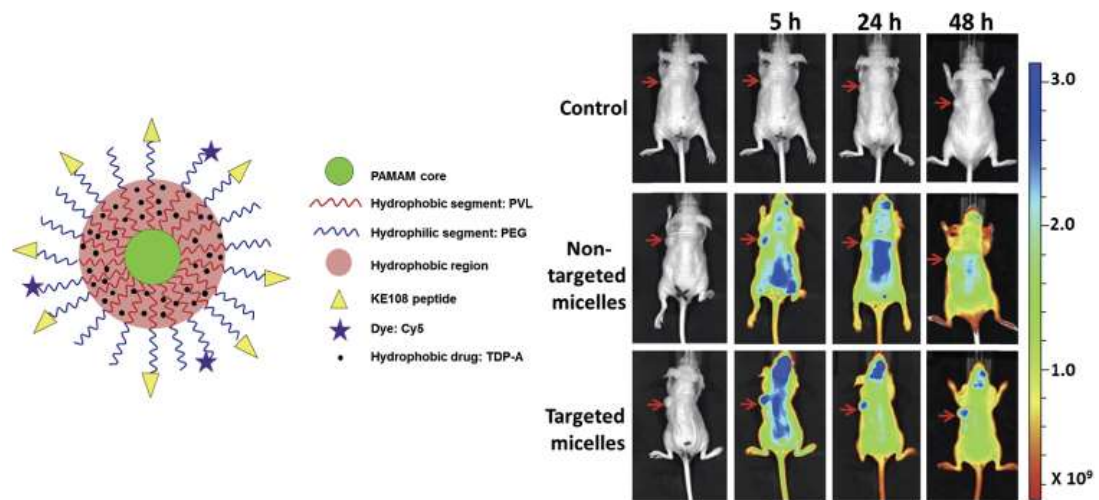 PAMAM core
Hydrophobic segment: PVL
Hydrophilic segment: PEG
Hydrophobic region
KE108 peptide
Dye: Cy5
Hydrophobic drug: TDP-A
5 h
24 h
48 h
Control
Non-
targeted
micelles
Targeted
micelles
3.0
2.0
1.0
X 10⁹